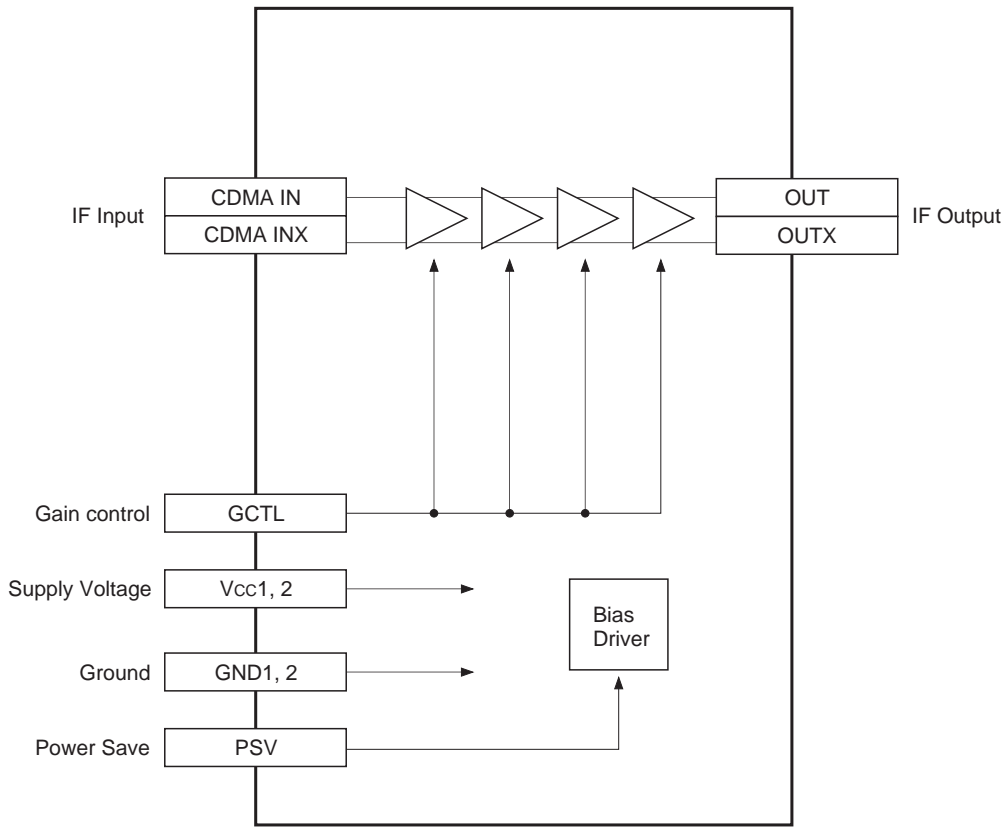 IF Input
CDMA IN
CDMA INX
OUT
OUTX
IF Output
Gain control
GCTL
Supply Voltage
Vcc1, 2
Bias
Driver
Ground
GND1, 2
Power Save
PSV